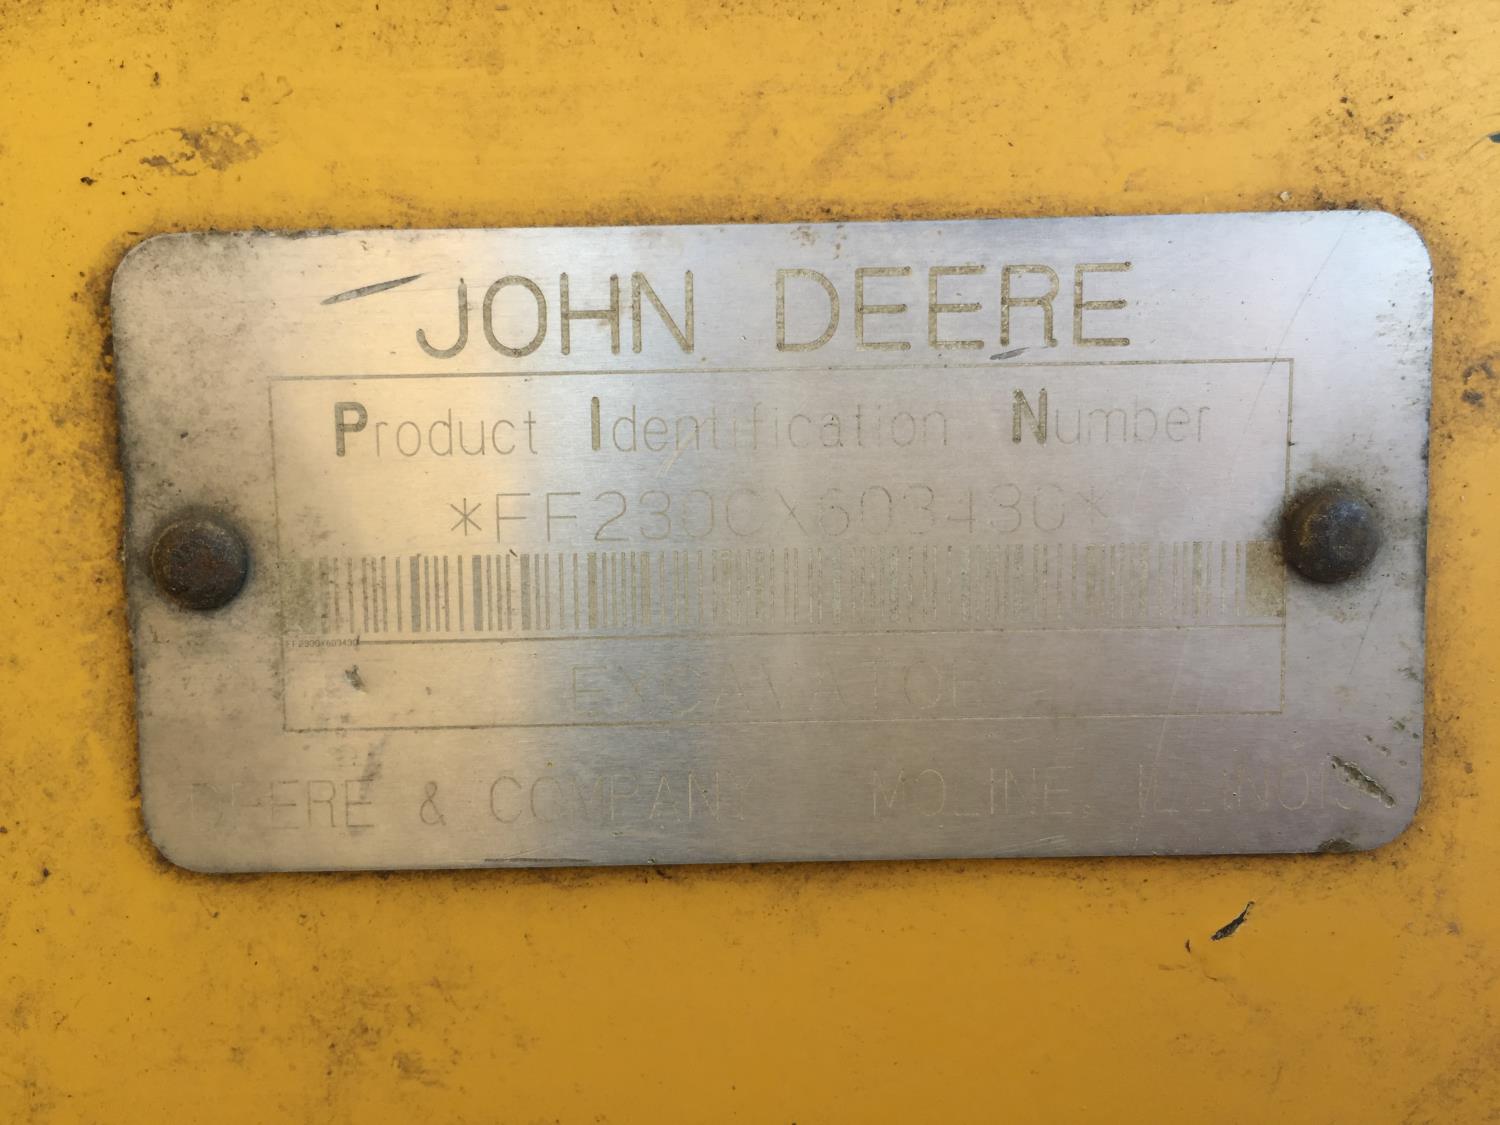 JOHN DEERE
Product Identification Number
*FF230CX603430*
EXCAVATOR
DEERE & COMPANY MOLINE, ILLINOIS